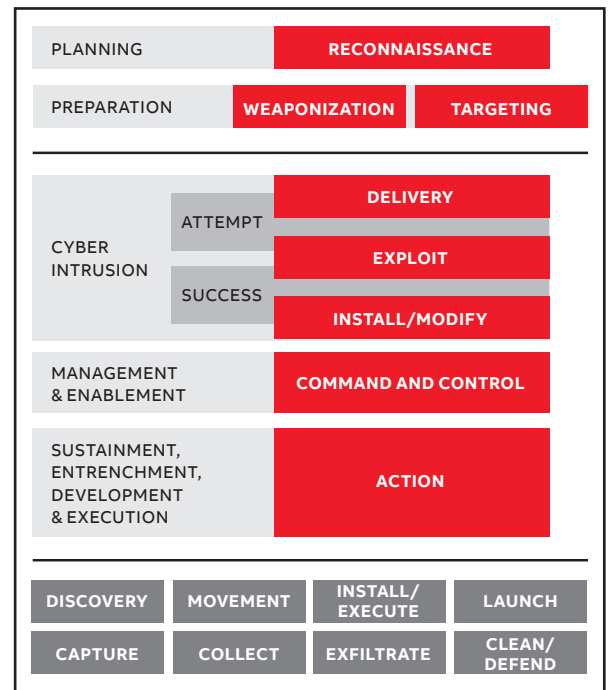 PLANNING
RECONNAISSANCE
PREPARATION
WEAPONIZATION
TARGETING
CYBER
INTRUSION
ATTEMPT
SUCCESS
DELIVERY
EXPLOIT
INSTALL/MODIFY
MANAGEMENT
& ENABLEMENT
COMMAND AND CONTROL
SUSTAINMENT,
ENTRENCHMENT,
DEVELOPMENT
& EXECUTION
ACTION
DISCOVERY
MOVEMENT
INSTALL/
EXECUTE
LAUNCH
CAPTURE
COLLECT
EXFILTRATE
CLEAN/
DEFEND